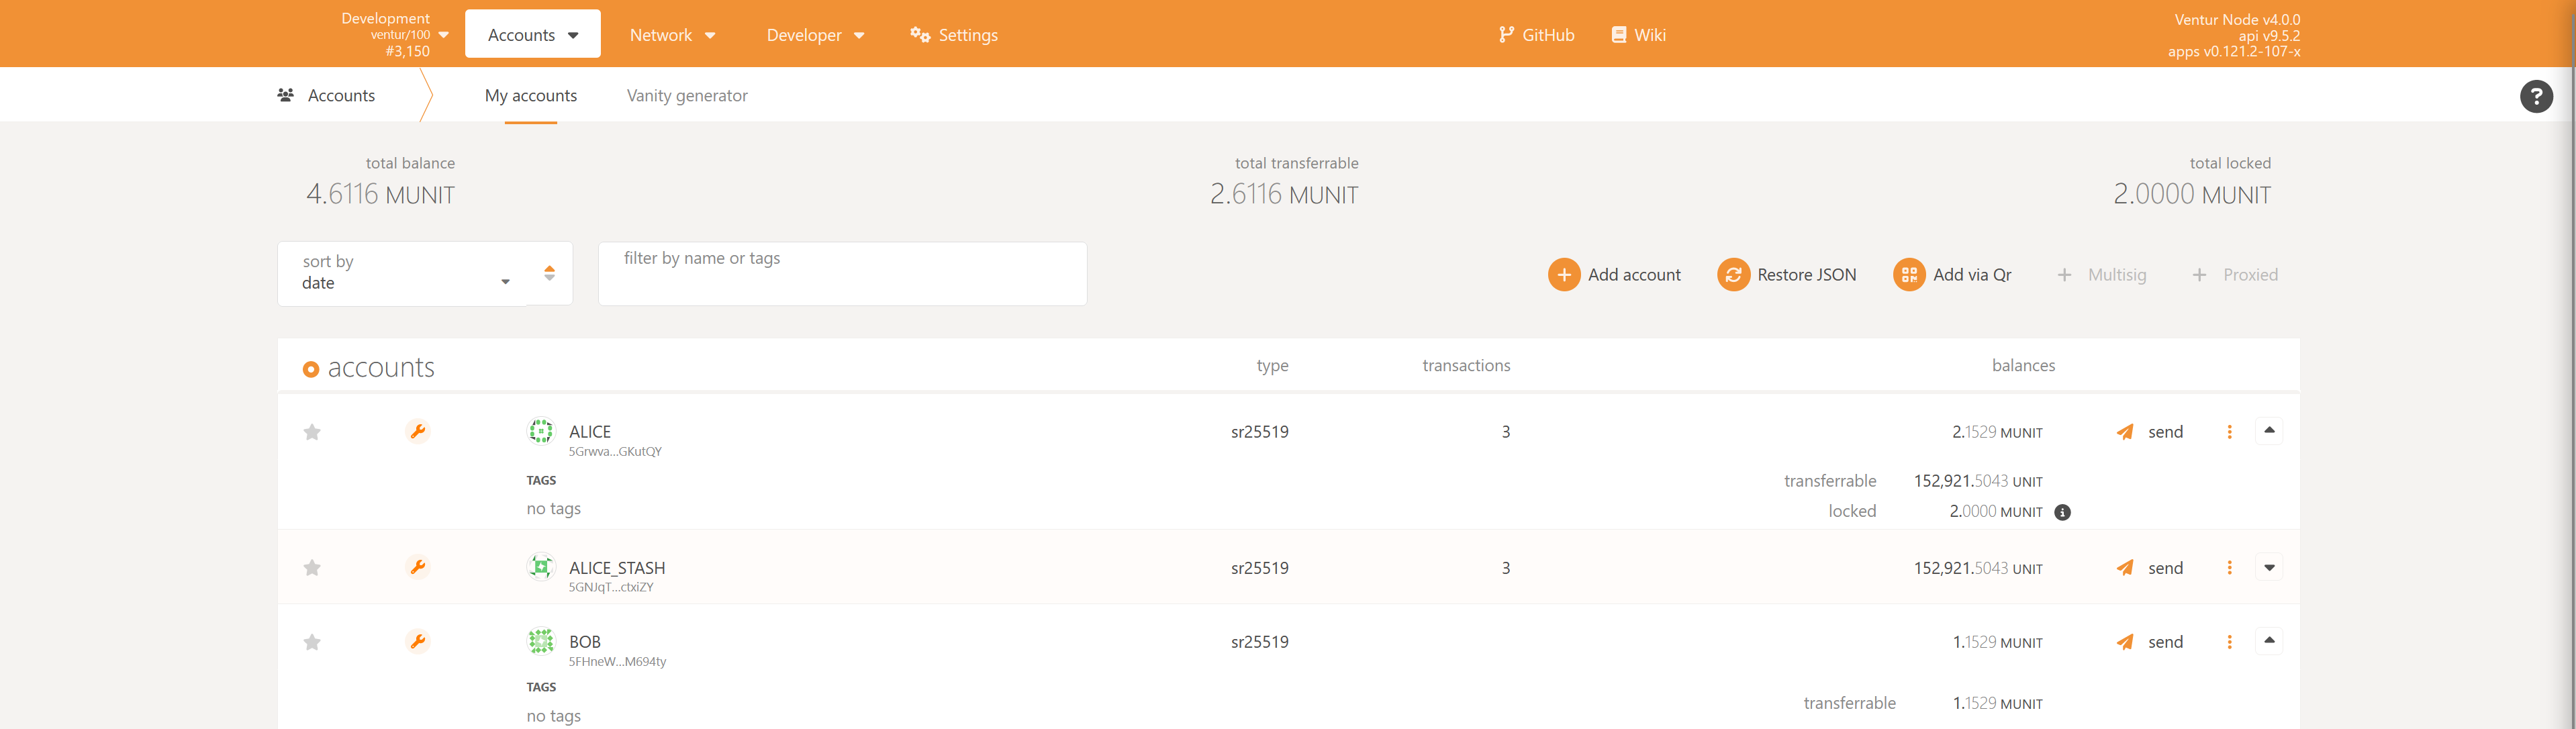 Development
ventur/100
#3,150
Accounts
Network
Developer
Settings
GitHub
Wiki
Ventur Node v4.0.0
api v9.5.2
apps v0.121.2-107-x
Accounts
My accounts
Vanity generator
?
total balance
4.6116 MUNIT
total transferrable
2.6116 MUNIT
total locked
2.0000 MUNIT
sort by
date
filter by name or tags
Add account
Restore JSON
Add via Qr
Multisig
Proxied
accounts type transactions balances
ALICE sr25519 3 2.1529 MUNIT send
5Grwva...GKutQY
TAGS transferrable 152,921.5043 UNIT
no tags locked 2.0000 MUNIT
ALICE_STASH sr25519 3 152,921.5043 UNIT send
5GNJqT...ctxiZY
BOB sr25519 1.1529 MUNIT send
5FHneW...M694ty
TAGS
no tags transferrable 1.1529 MUNIT